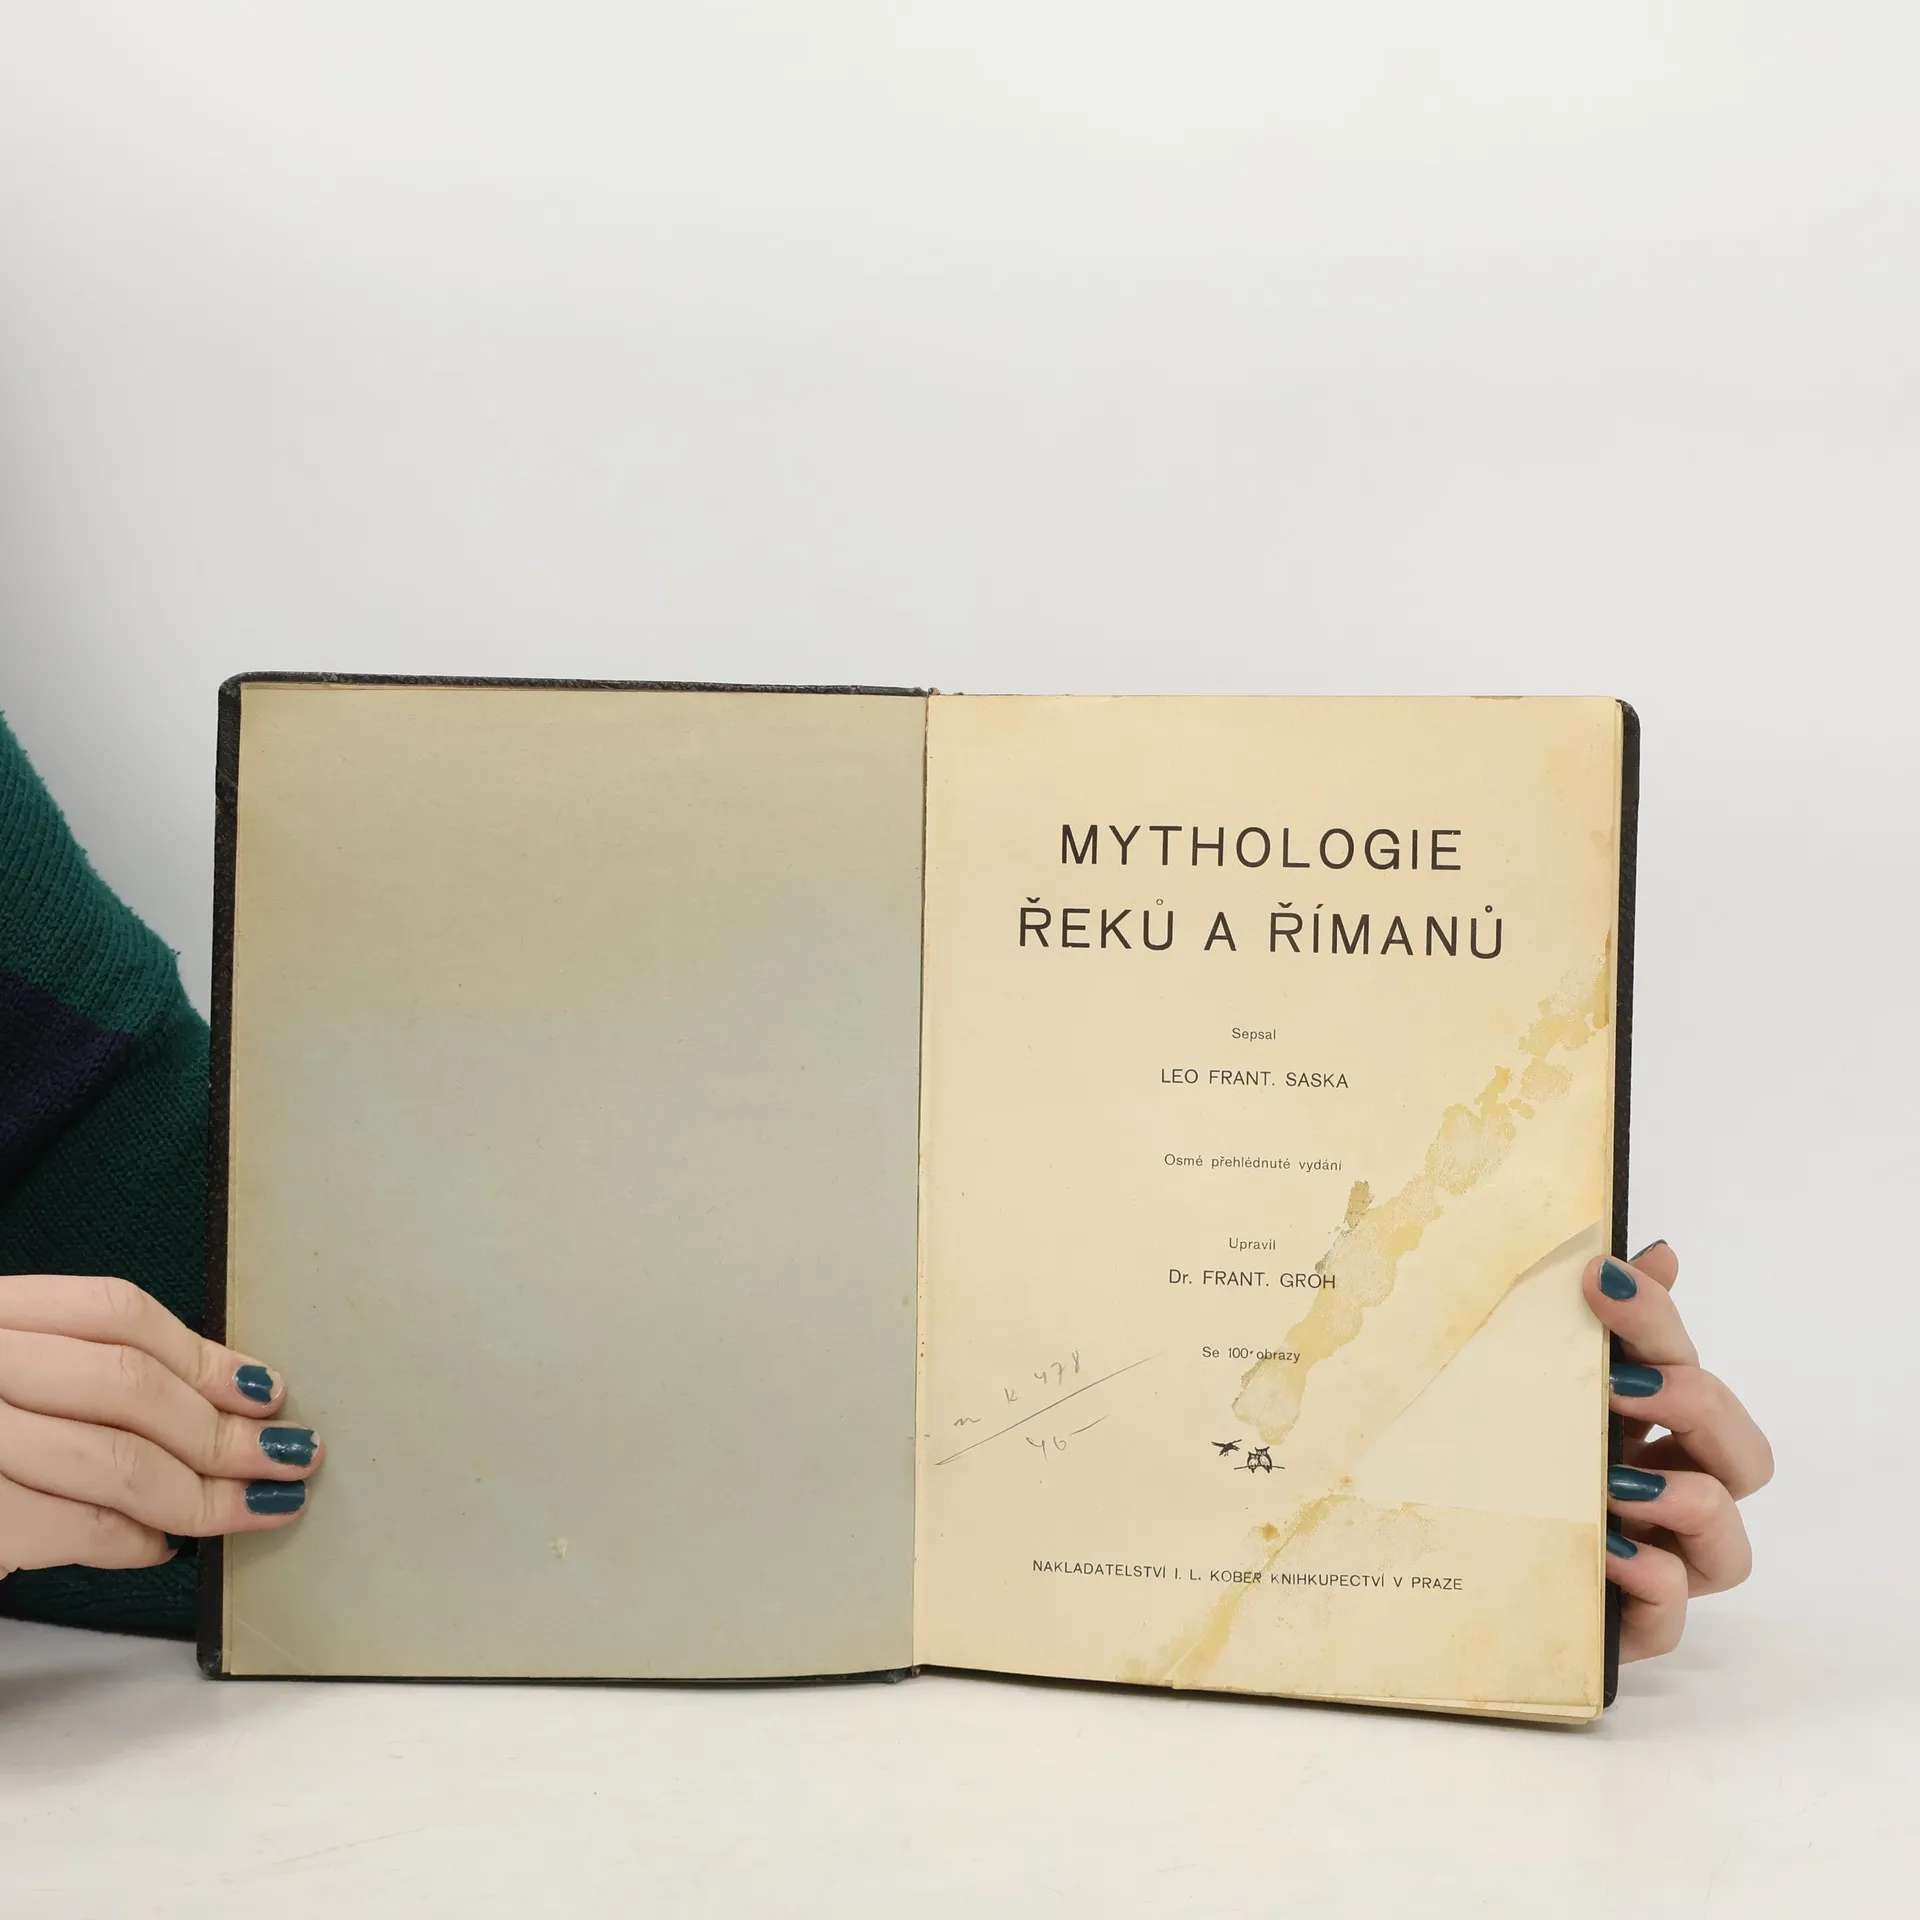 MYTHOLOGIE
ŘEKŮ A ŘÍMANŮ
Sepsal
LEO FRANT. SASKA
Osmé přehlédnuté vydání
Upravil
Dr. FRANT. GROH
Se 100 obrazy
K 478
NAKLADATELSTVÍ I. L. KOBER KNIHKUPECTVÍ V PRAZE